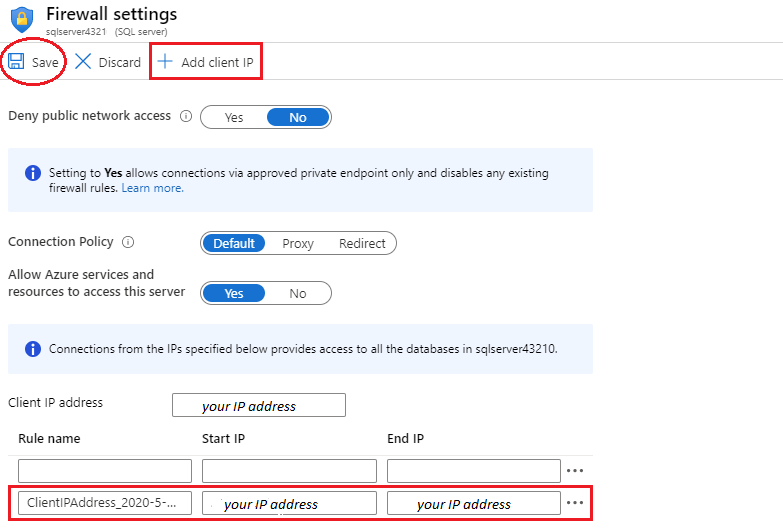 Firewall settings
sqlserver4321 (SQL server)
Save Discard Add client IP
Deny public network access Yes No
Setting to Yes allows connections via approved private endpoint only and disables any existing
firewall rules. Learn more.
Connection Policy Default Proxy Redirect
Allow Azure services and
resources to access this server Yes No
Connections from the IPs specified below provides access to all the databases in sqlserver43210.
Client IP address your IP address
Rule name Start IP End IP
...
ClientIPAddress_2020-5-... your IP address your IP address ...